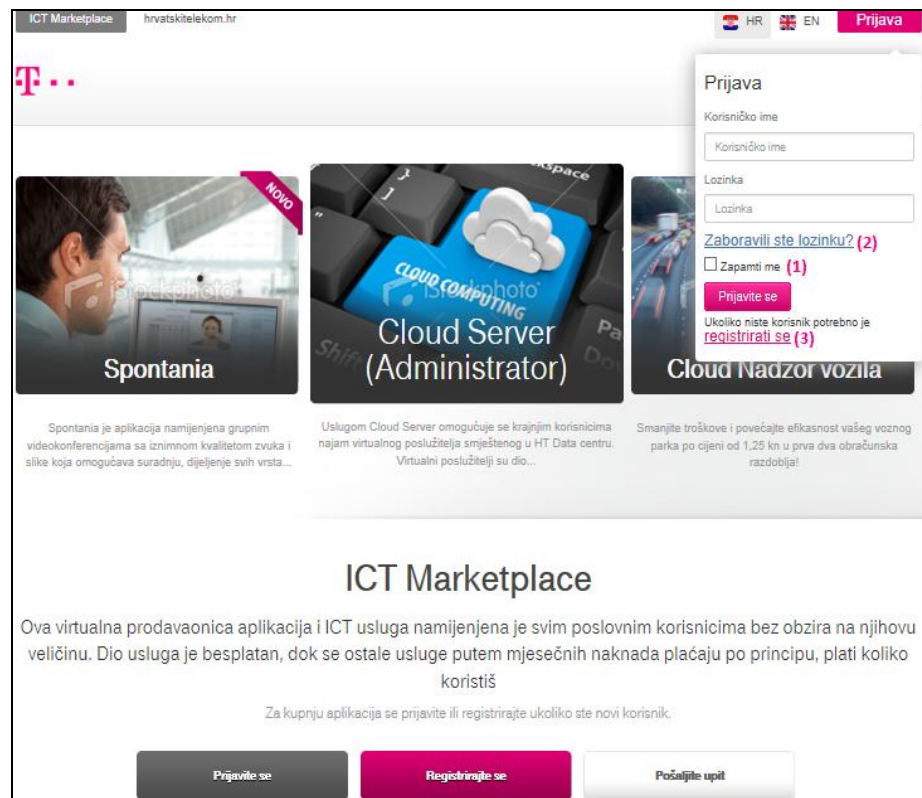 ICT Marketplace hrvatskitelekom.hr HR EN Prijava
T
Prijava
Korisničko ime
Korisničko ime
Lozinka
Lozinka
Zaboravili ste lozinku? (2)
Zapamti me (1)
Prijavite se
Ukoliko niste korisnik potrebno je
registrirati se (3)
NOVO
iStockphoto
Spontania
Spontania je aplikacija namijenjena grupnim
videokonferencijama sa iznimnom kvalitetom zvuka i
slike koja omogućava suradnju, dijeljenje svih vrsta...
CLOUD COMPUTING
Shift
iStockphoto
Cloud Server
(Administrator)
Uslugom Cloud Server omogućuje se krajnjim korisnicima
najam virtualnog poslužitelja smještenog u HT Data centru.
Virtualni poslužitelji su dio...
Cloud Nadzor vozila
Smanjite troškove i povećajte efikasnost vašeg voznog
parka po cijeni od 1,25 kn u prva dva obračunska
razdoblja!
ICT Marketplace
Ova virtualna prodavaonica aplikacija i ICT usluga namijenjena je svim poslovnim korisnicima bez obzira na njihovu
veličinu. Dio usluga je besplatan, dok se ostale usluge putem mjesečnih naknada plaćaju po principu, plati koliko
koristiš
Za kupnju aplikacija se prijavite ili registrirajte ukoliko ste novi korisnik.
Prijavite se Registrirajte se Pošaljite upit